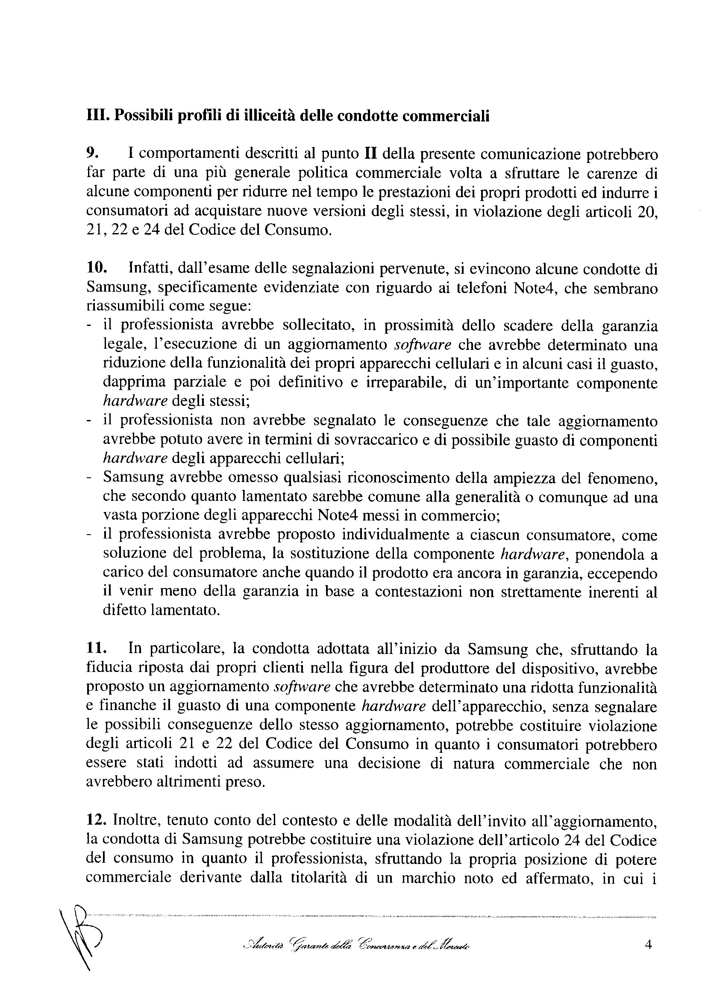 III. Possibili profili di illiceità delle condotte commerciali
9. I comportamenti descritti al punto II della presente comunicazione potrebbero
far parte di una più generale politica commerciale volta a sfruttare le carenze di
alcune componenti per ridurre nel tempo le prestazioni dei propri prodotti ed indurre i
consumatori ad acquistare nuove versioni degli stessi, in violazione degli articoli 20,
21, 22 e 24 del Codice del Consumo.
10. Infatti, dall'esame delle segnalazioni pervenute, si evincono alcune condotte di
Samsung, specificamente evidenziate con riguardo ai telefoni Note4, che sembrano
riassumibili come segue:
- il professionista avrebbe sollecitato, in prossimità dello scadere della garanzia
legale, l'esecuzione di un aggiornamento software che avrebbe determinato una
riduzione della funzionalità dei propri apparecchi cellulari e in alcuni casi il guasto,
dapprima parziale e poi definitivo e irreparabile, di un'importante componente
hardware degli stessi;
- il professionista non avrebbe segnalato le conseguenze che tale aggiornamento
avrebbe potuto avere in termini di sovraccarico e di possibile guasto di componenti
hardware degli apparecchi cellulari;
- Samsung avrebbe omesso qualsiasi riconoscimento della ampiezza del fenomeno,
che secondo quanto lamentato sarebbe comune alla generalità o comunque ad una
vasta porzione degli apparecchi Note4 messi in commercio;
- il professionista avrebbe proposto individualmente a ciascun consumatore, come
soluzione del problema, la sostituzione della componente hardware, ponendola a
carico del consumatore anche quando il prodotto era ancora in garanzia, eccependo
il venir meno della garanzia in base a contestazioni non strettamente inerenti al
difetto lamentato.
11. In particolare, la condotta adottata all'inizio da Samsung che, sfruttando la
fiducia riposta dai propri clienti nella figura del produttore del dispositivo, avrebbe
proposto un aggiornamento software che avrebbe determinato una ridotta funzionalità
e finanche il guasto di una componente hardware dell'apparecchio, senza segnalare
le possibili conseguenze dello stesso aggiornamento, potrebbe costituire violazione
degli articoli 21 e 22 del Codice del Consumo in quanto i consumatori potrebbero
essere stati indotti ad assumere una decisione di natura commerciale che non
avrebbero altrimenti preso.
12. Inoltre, tenuto conto del contesto e delle modalità dell'invito all'aggiornamento,
la condotta di Samsung potrebbe costituire una violazione dell'articolo 24 del Codice
del consumo in quanto il professionista, sfruttando la propria posizione di potere
commerciale derivante dalla titolarità di un marchio noto ed affermato, in cui i
Autorità Garante della Concorrenza e del Mercato
4